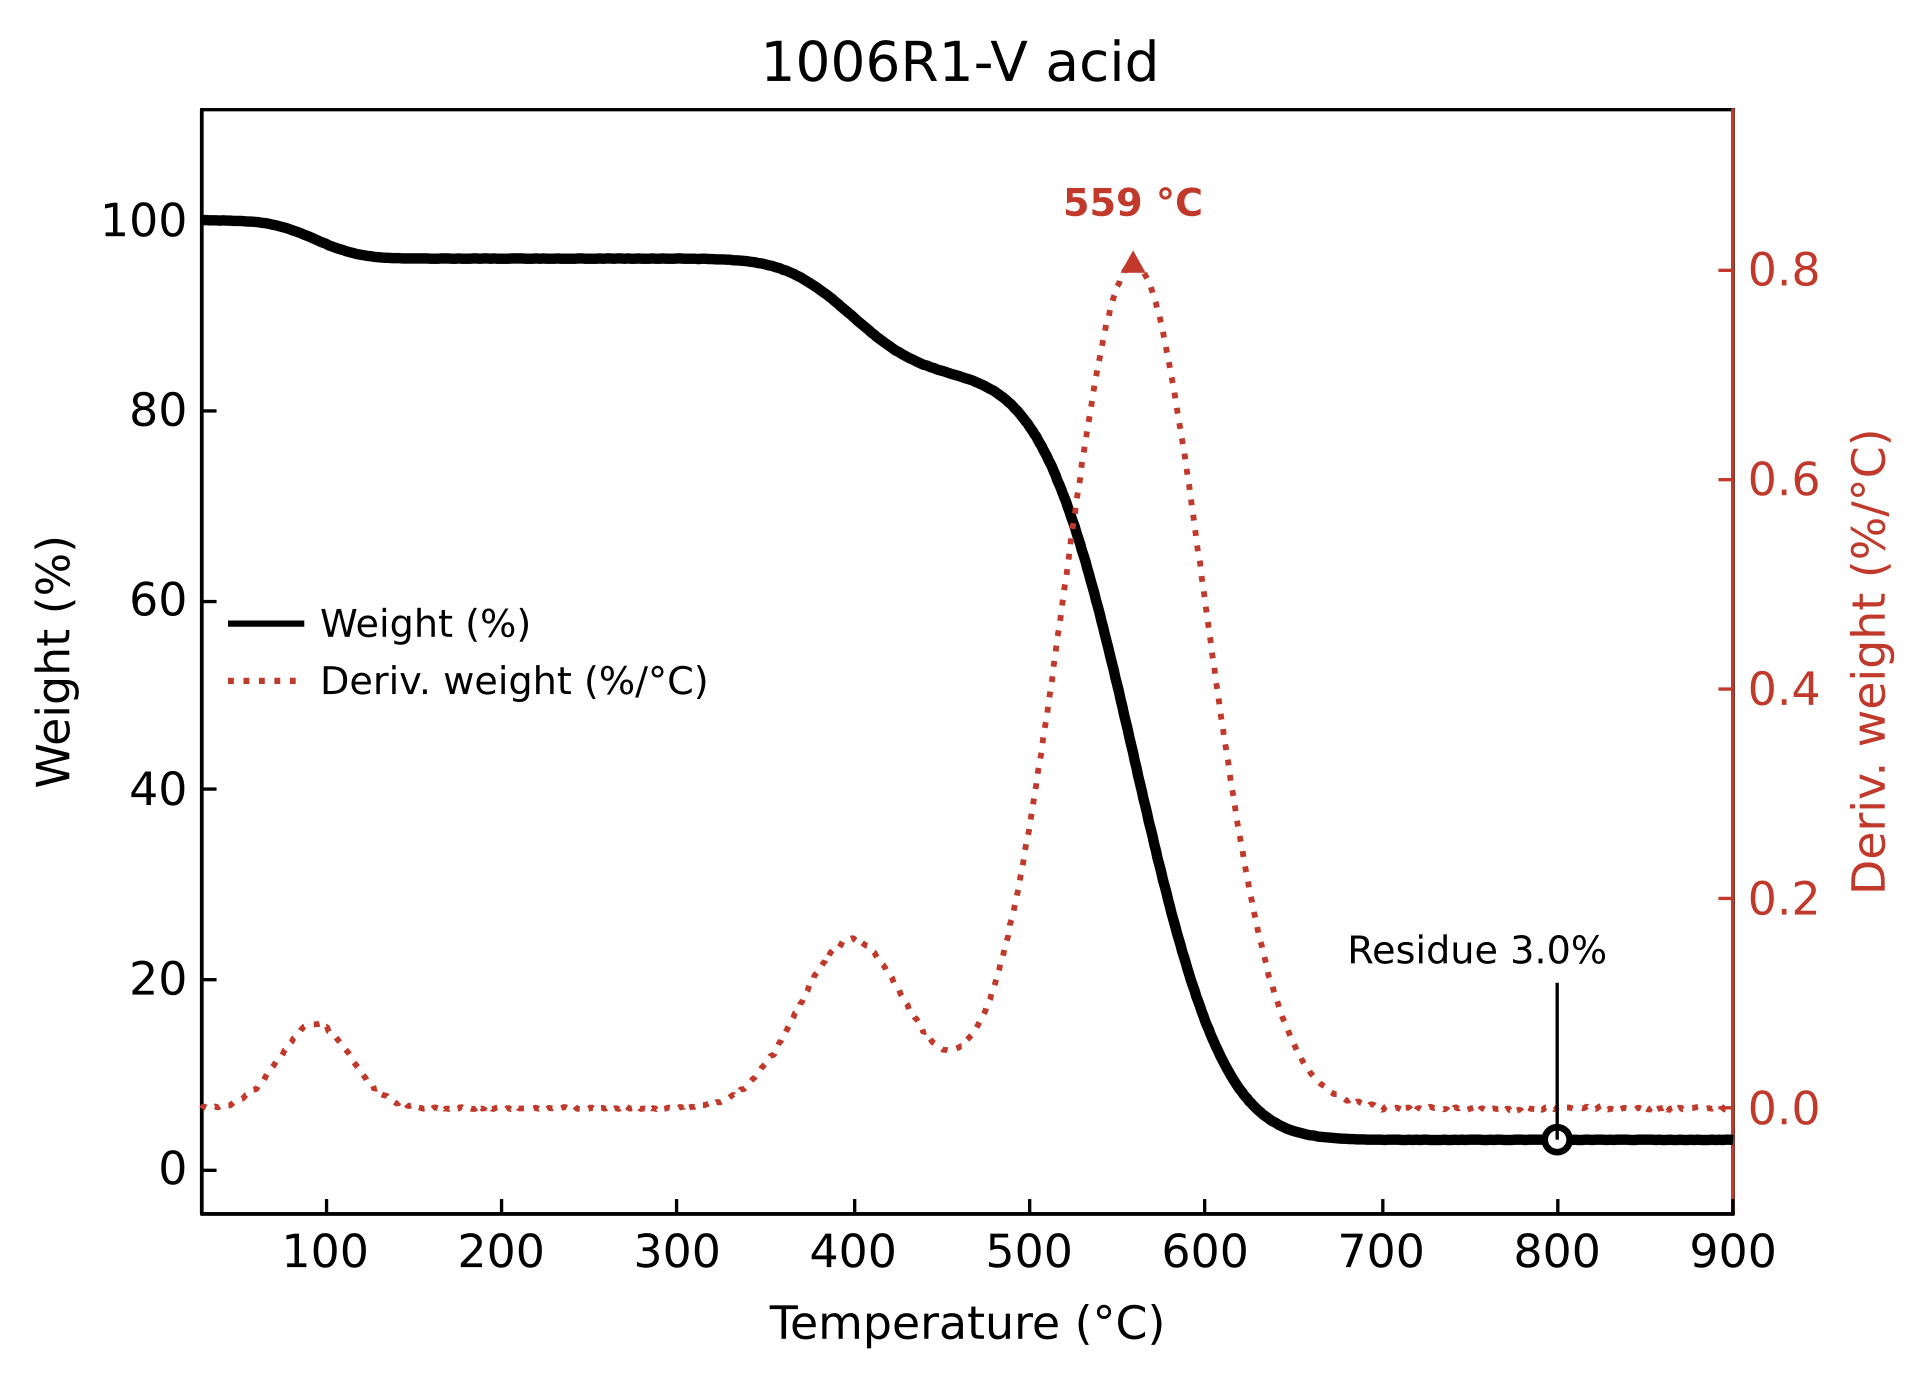 1006R1-V acid
559 °C
100
80
60
40
20
0
Weight (%)
Weight (%)
Deriv. weight (%/°C)
Residue 3.0%
0.8
0.6
0.4
0.2
0.0
Deriv. weight (%/°C)
100 200 300 400 500 600 700 800 900
Temperature (°C)